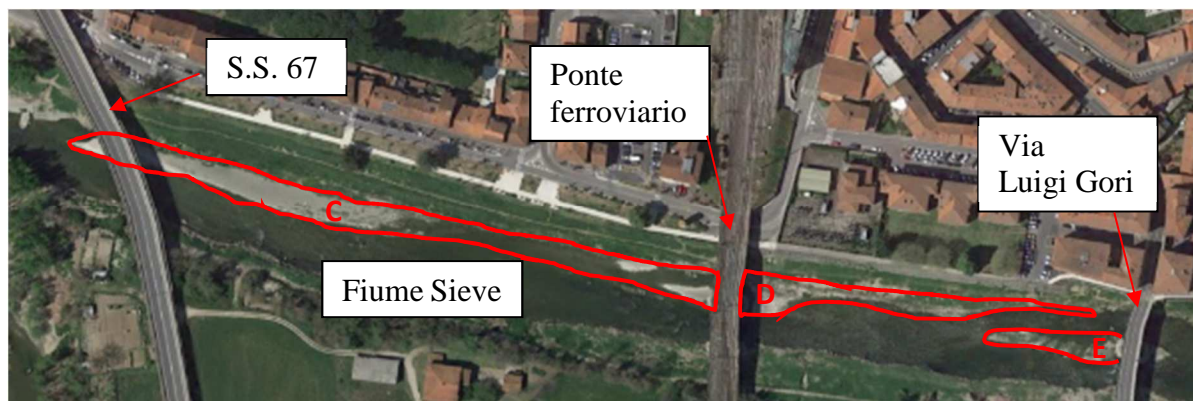 S.S. 67
Ponte
ferroviario
Via
Luigi Gori
C
D
Fiume Sieve
E